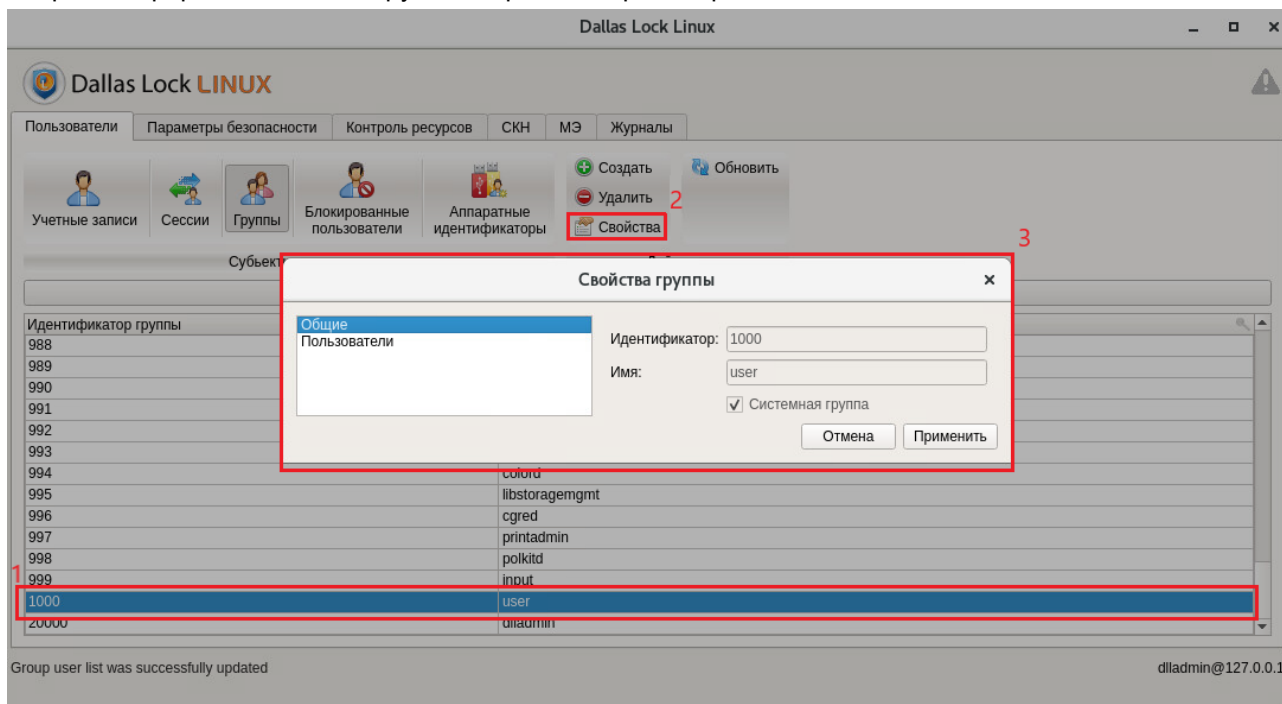 Dallas Lock Linux
Dallas Lock LINUX
Пользователи Параметры безопасности Контроль ресурсов СКН МЭ Журналы
Учетные записи
Сессии
Группы
Блокированные
пользователи
Аппаратные
идентификаторы
Создать
Удалить
Свойства
Обновить
2
3
Свойства группы
Общие
Пользователи
Идентификатор: 1000
Имя: user
Системная группа
Отмена Применить
Идентификатор группы
988
989
990
991
992
993
994 colord
995 libstoragemgmt
996 cgred
997 printadmin
998 polkitd
1
999 input
1000 user
20000 dlladmin
Group user list was successfully updated
dlladmin@127.0.0.1